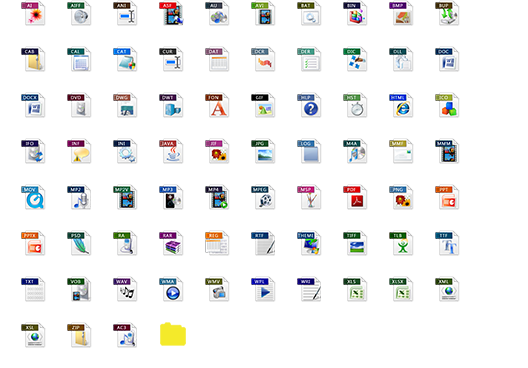 AI AIFF ANI ASF AU AVI BAT BIN BMP BUP
CAB CAL CAT CUR DAT DCR DER DIC DLL DOC
DOCX DVD DWG DWT FON GIF HLP HST HTML ICO
IFO INF INI JAVA JIF JPG LOG M4A MMF MMM
MOV MP2 MP2V MP3 MP4 MPEG MSP PDF PNG PPT
PPTX PSD RA RAR REG RTF THEME TIFF TLB TTF
TXT VOB WAV WMA WMV WPL WRI XLS XLSX XML
XSL ZIP AC3